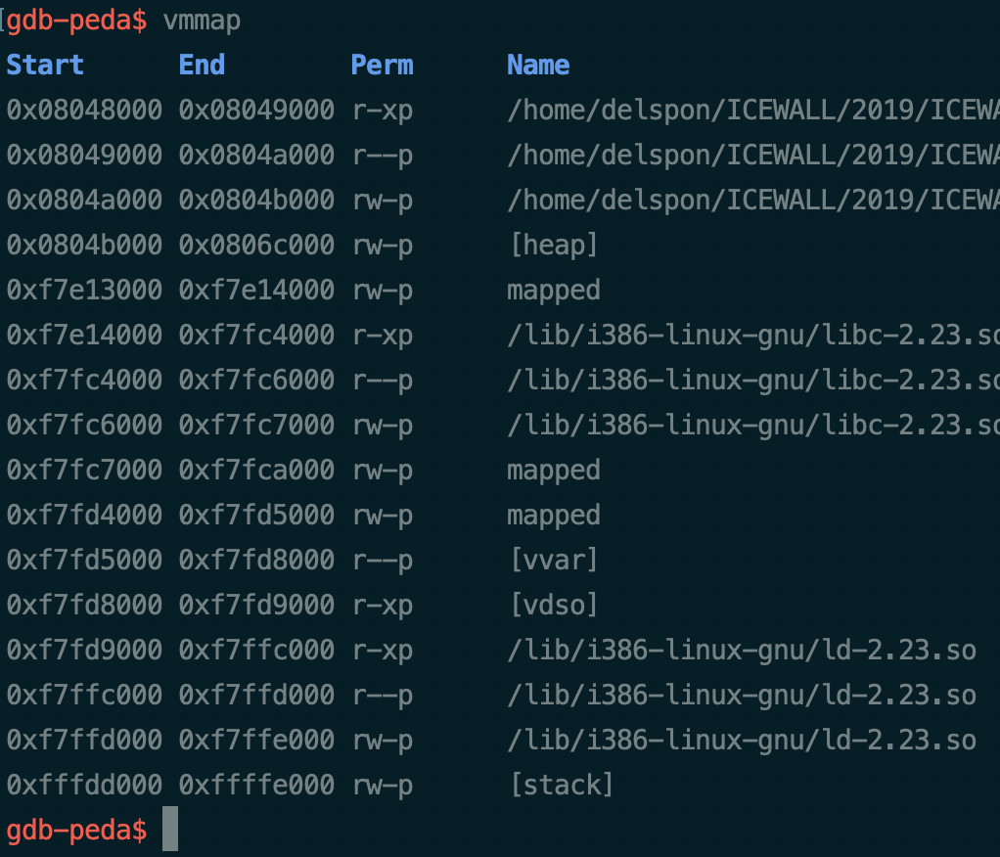 [gdb-peda$ vmmap
Start End Perm Name
0x08048000 0x08049000 r-xp /home/delspon/ICEWALL/2019/ICEWA
0x08049000 0x0804a000 r--p /home/delspon/ICEWALL/2019/ICEWA
0x0804a000 0x0804b000 rw-p /home/delspon/ICEWALL/2019/ICEWA
0x0804b000 0x0806c000 rw-p [heap]
0xf7e13000 0xf7e14000 rw-p mapped
0xf7e14000 0xf7fc4000 r-xp /lib/i386-linux-gnu/libc-2.23.so
0xf7fc4000 0xf7fc6000 r--p /lib/i386-linux-gnu/libc-2.23.so
0xf7fc6000 0xf7fc7000 rw-p /lib/i386-linux-gnu/libc-2.23.so
0xf7fc7000 0xf7fca000 rw-p mapped
0xf7fd4000 0xf7fd5000 rw-p mapped
0xf7fd5000 0xf7fd8000 r--p [vvar]
0xf7fd8000 0xf7fd9000 r-xp [vdso]
0xf7fd9000 0xf7ffc000 r-xp /lib/i386-linux-gnu/ld-2.23.so
0xf7ffc000 0xf7ffd000 r--p /lib/i386-linux-gnu/ld-2.23.so
0xf7ffd000 0xf7ffe000 rw-p /lib/i386-linux-gnu/ld-2.23.so
0xfffdd000 0xffffe000 rw-p [stack]
gdb-peda$